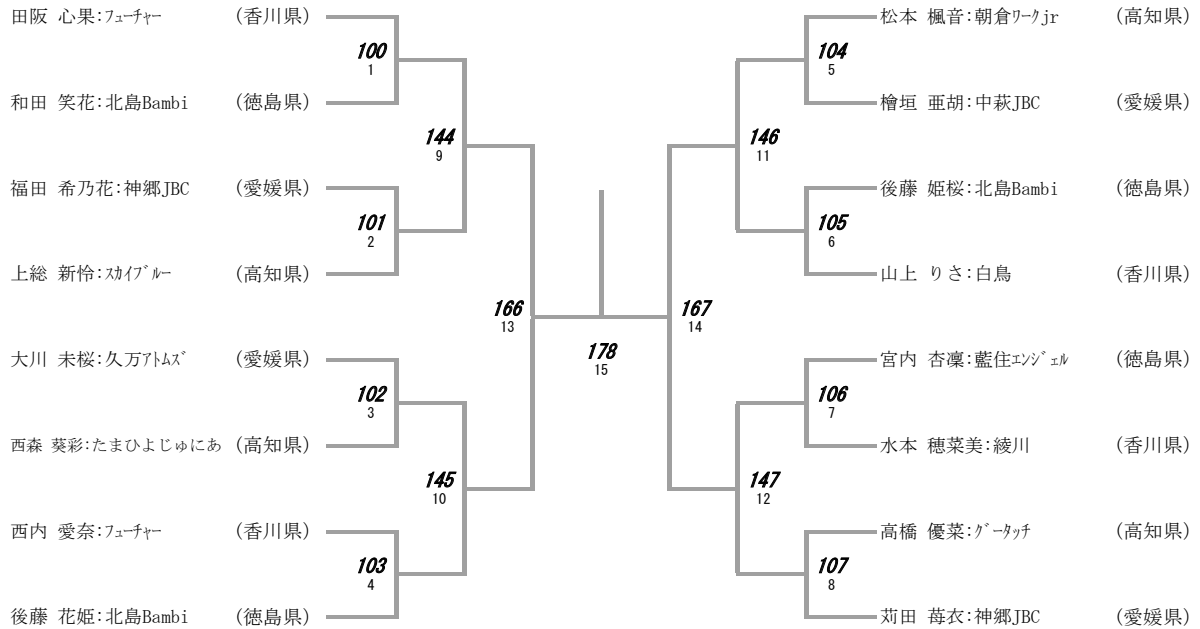 田阪 心果:フューチャー (香川県)
100
1
和田 笑花:北島Bambi (徳島県)
144
9
福田 希乃花:神郷JBC (愛媛県)
101
2
上総 新怜:スカイブルー (高知県)
166
13
大川 未桜:久万アトムズ (愛媛県)
102
3
西森 葵彩:たまひよじゅにあ (高知県)
145
10
西内 愛奈:フューチャー (香川県)
103
4
後藤 花姫:北島Bambi (徳島県)
178
15
松本 楓音:朝倉ワークjr (高知県)
104
5
檜垣 亜胡:中萩JBC (愛媛県)
146
11
後藤 姫桜:北島Bambi (徳島県)
105
6
山上 りさ:白鳥 (香川県)
167
14
宮内 杏凜:藍住エンジェル (徳島県)
106
7
水本 穂菜美:綾川 (香川県)
147
12
高橋 優菜:グータッチ (高知県)
107
8
苅田 苺衣:神郷JBC (愛媛県)